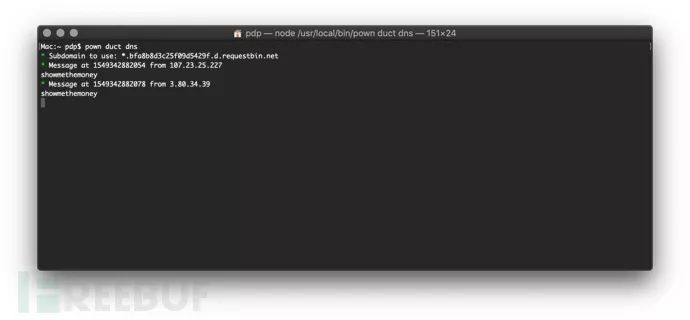 pdp — node /usr/local/bin/pown duct dns — 151×24
[Mac:~ pdp$ pown duct dns ]
* Subdomain to use: *.bfa8b8d3c25f09d5429f.d.requestbin.net
* Message at 1549342882054 from 107.23.25.227
showmethemoney
* Message at 1549342882078 from 3.80.34.39
showmethemoney
FREEBUF